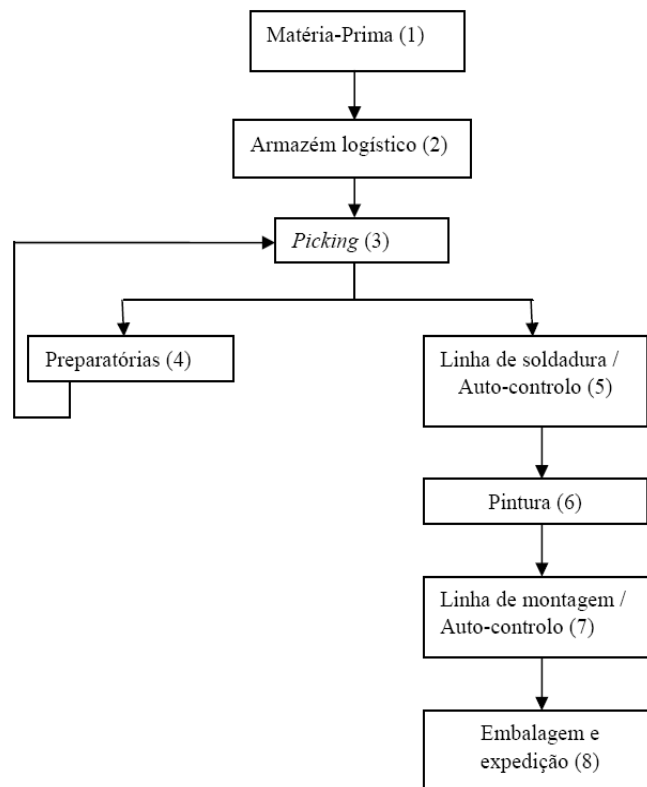 Matéria-Prima (1)
Armazém logístico (2)
Picking (3)
Preparatórias (4)
Linha de soldadura /
Auto-controlo (5)
Pintura (6)
Linha de montagem /
Auto-controlo (7)
Embalagem e
expedição (8)